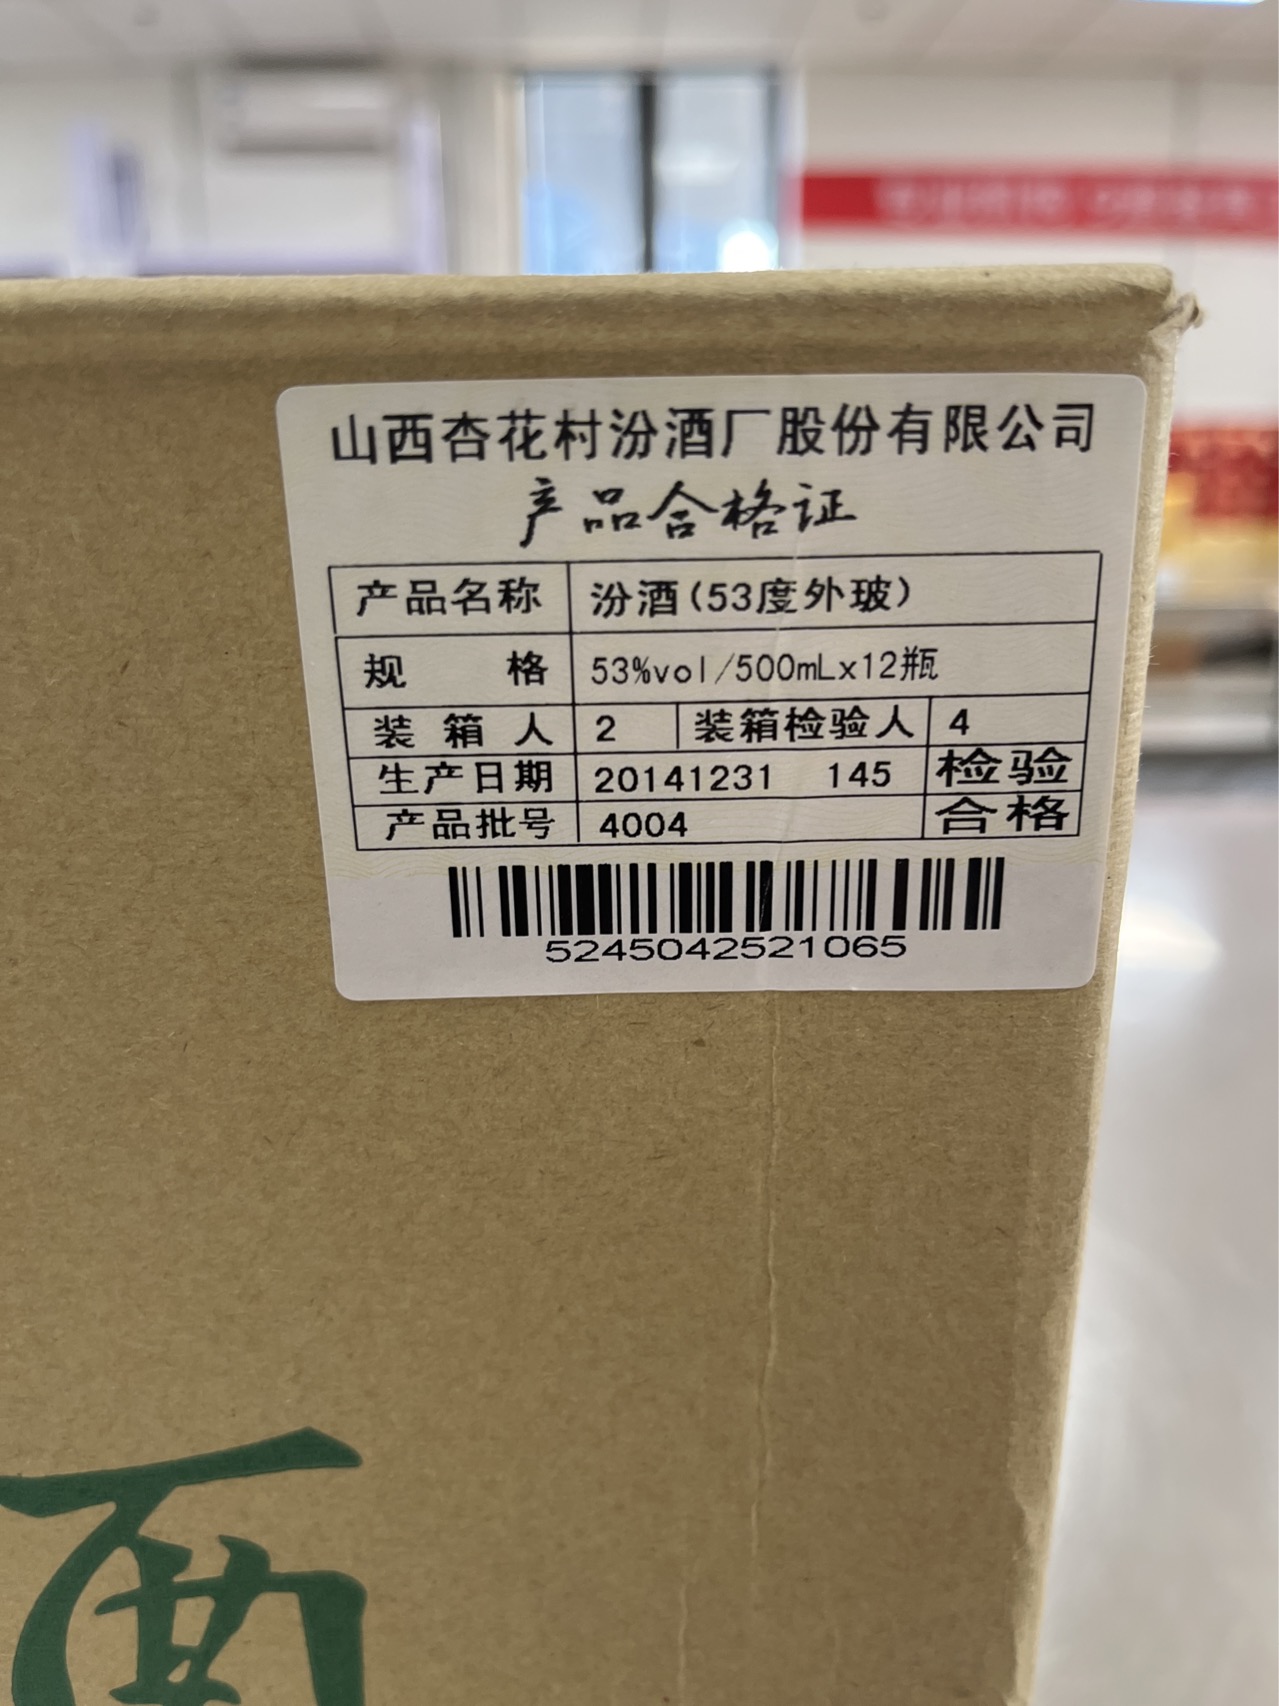 山西杏花村汾酒厂股份有限公司
产品合格证
产品名称 汾酒(53度外玻)
规格 53%vol/500mLx12瓶
装箱人 2 装箱检验人 4
生产日期 20141231 145 检验
产品批号 4004 合格
5245042521065